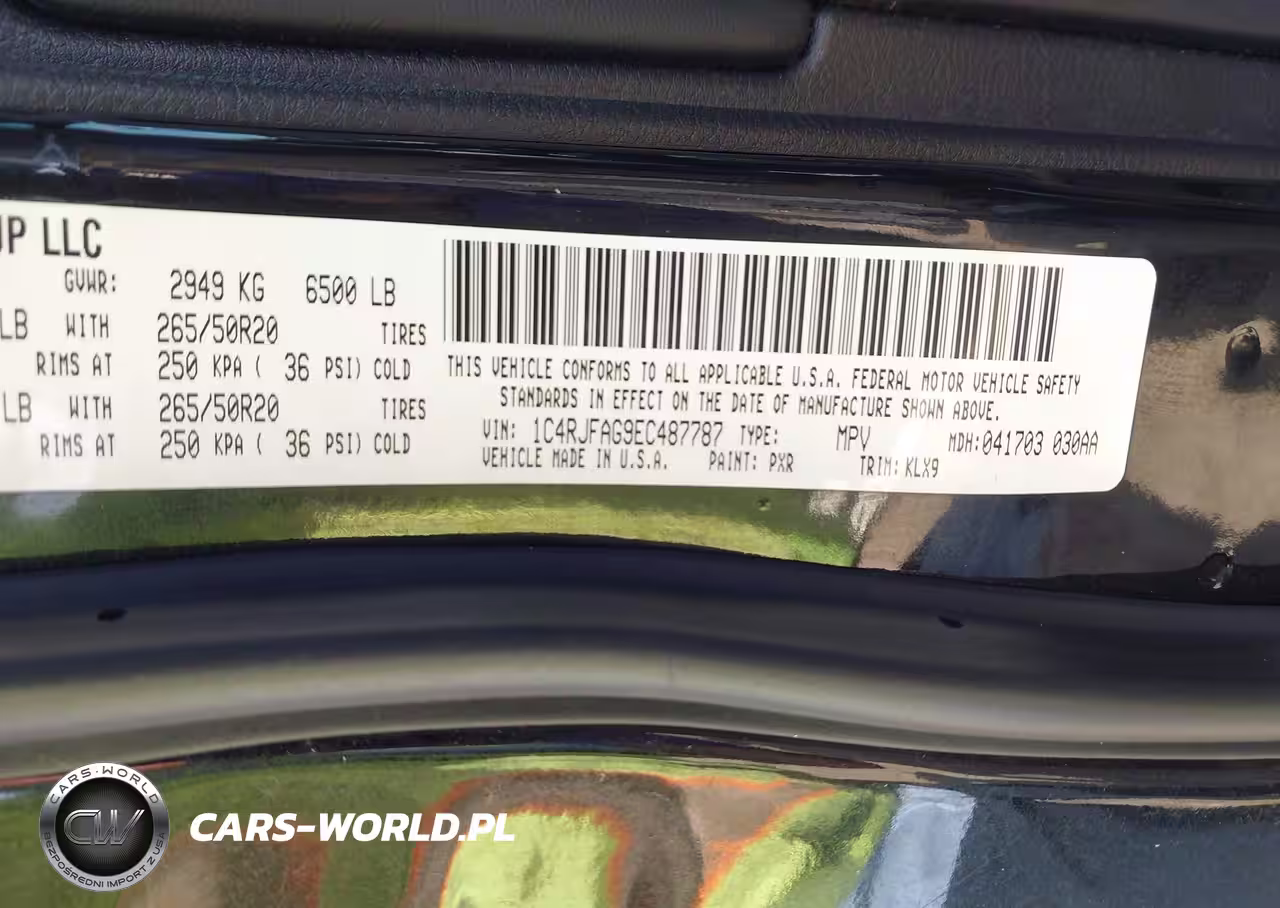 UP LLC
GVWR: 2949 KG 6500 LB
LB WITH 265/50R20 TIRES
RIMS AT 250 KPA ( 36 PSI) COLD
LB WITH 265/50R20 TIRES
RIMS AT 250 KPA ( 36 PSI) COLD
THIS VEHICLE CONFORMS TO ALL APPLICABLE U.S.A. FEDERAL MOTOR VEHICLE SAFETY
STANDARDS IN EFFECT ON THE DATE OF MANUFACTURE SHOWN ABOVE.
VIN: 1C4RJFAG9EC487787 TYPE: MPV MDH:041703 030AA
VEHICLE MADE IN U.S.A. PAINT: PXR TRIM: KLX9
CARS-WORLD
CW
BEZPOŚREDNI IMPORT Z USA
CARS-WORLD.PL